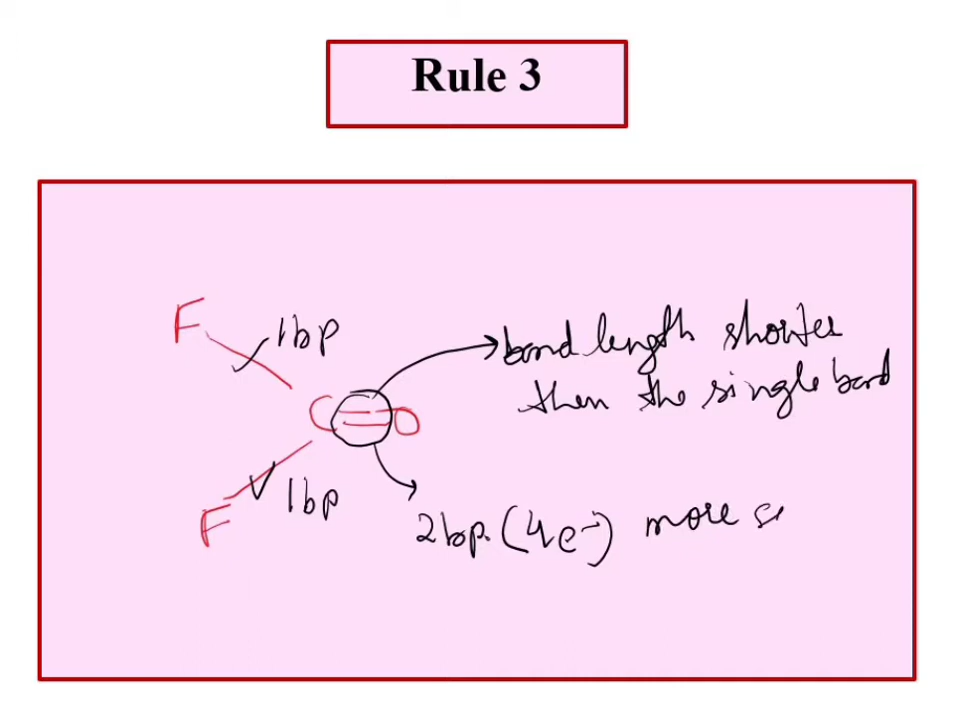 Rule 3
F
1bp
bond length shorter
then the single bond
C=O
1bp
F
2bp. (4e-) more s